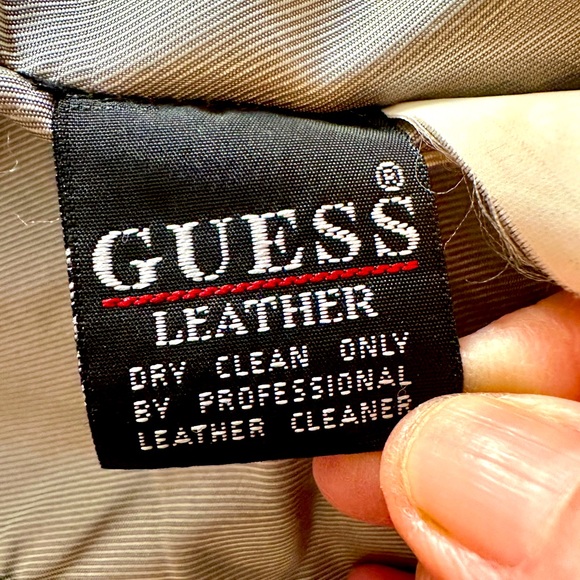 GUESS®
LEATHER
DRY CLEAN ONLY
BY PROFESSIONAL
LEATHER CLEANER